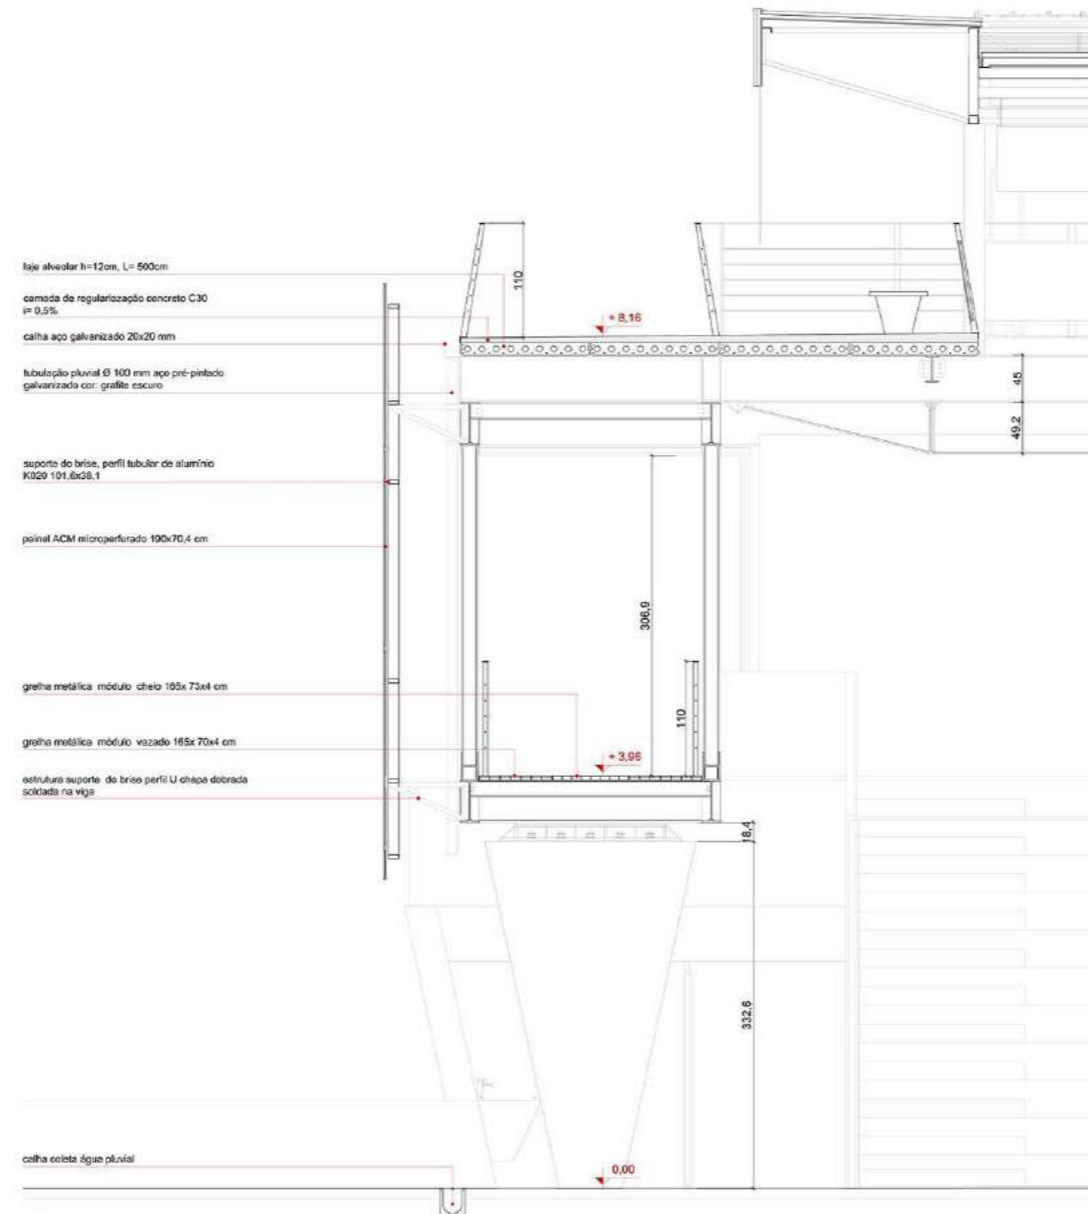 laje alveolar h=12cm, L= 500cm
camada de regulariazação concreto C30
i= 0,5%
calha aço galvanizado 20x20 mm
tubulação pluvial Ø 100 mm aço pré-pintado
galvanizado cor: grafite escuro
suporte do brise, perfil tubular de alumínio
K020 101,6x38,1
painel ACM microperfurado 190x70,4 cm
grelha metálica módulo cheio 165x 73x4 cm
grelha metálica módulo vazado 165x 70x4 cm
estrutura suporte do brise perfil U chapa dobrada
soldada na viga
calha coleta água pluvial
110
+ 8,16
45
49,2
306,9
110
+ 3,96
18,4
332,6
0,00